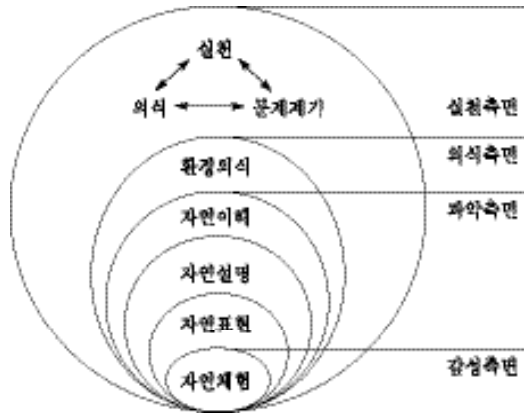 실천
의식
문제제기
실천측면
환경의식
의식측면
자연이해
파악측면
자연설명
자연표현
자연체험
감성측면